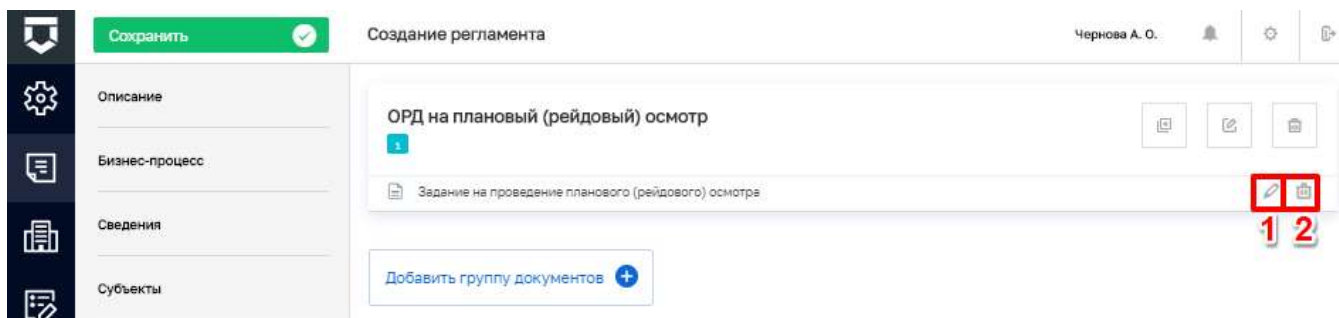 Сохранить
Создание регламента
Чернова А. О.
Описание
Бизнес-процесс
Сведения
Субъекты
ОРД на плановый (рейдовый) осмотр
1
Задание на проведение планового (рейдового) осмотра
1 2
Добавить группу документов